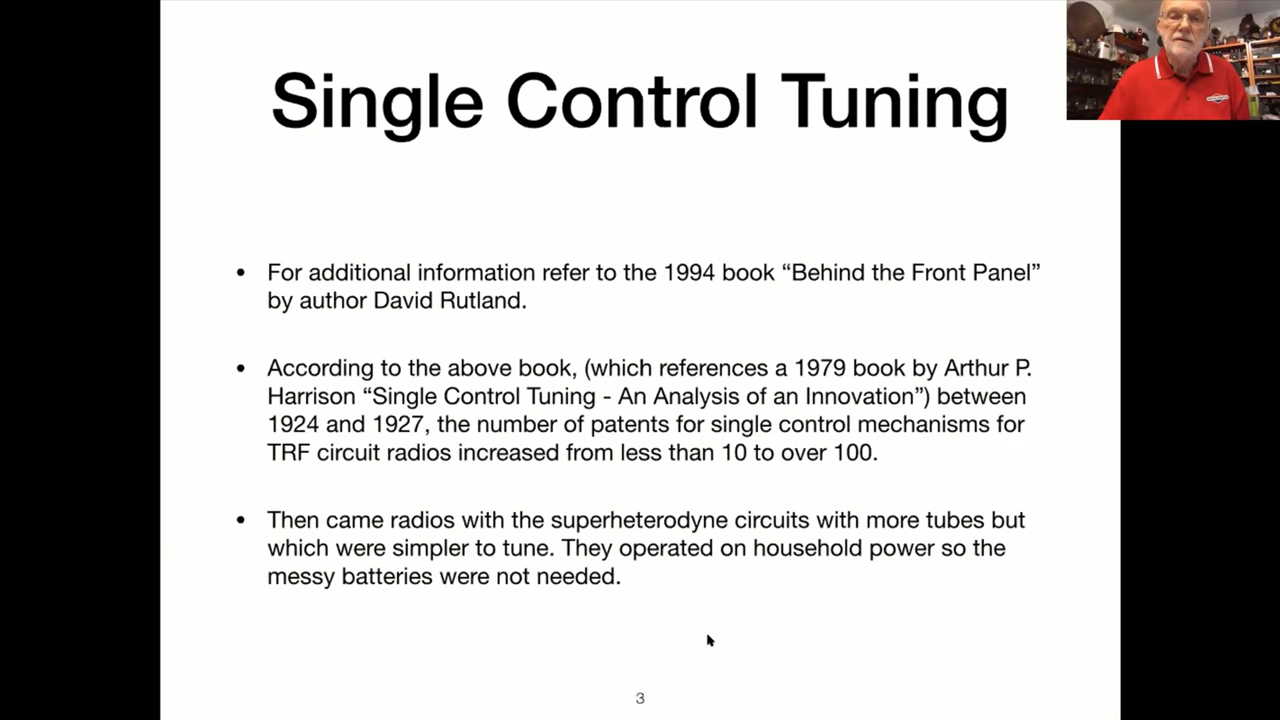 Single Control Tuning
• For additional information refer to the 1994 book “Behind the Front Panel”
by author David Rutland.
• According to the above book, (which references a 1979 book by Arthur P.
Harrison “Single Control Tuning - An Analysis of an Innovation”) between
1924 and 1927, the number of patents for single control mechanisms for
TRF circuit radios increased from less than 10 to over 100.
• Then came radios with the superheterodyne circuits with more tubes but
which were simpler to tune. They operated on household power so the
messy batteries were not needed.
3